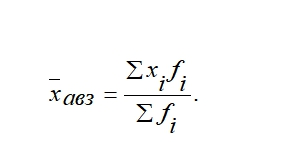 x̄авз = Σxᵢfᵢ / Σfᵢ.